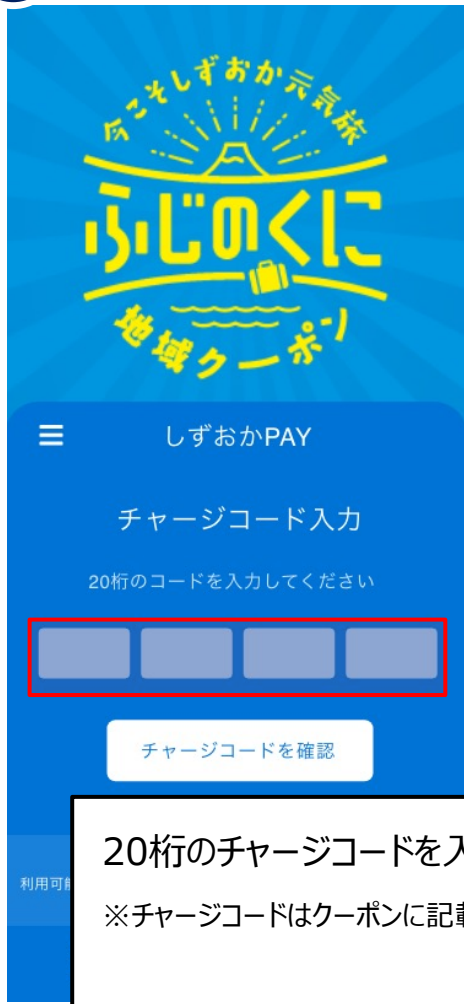 今こそしずおか元気旅
ふじのくに
地域クーポン
しずおかPAY
チャージコード入力
20桁のコードを入力してください
チャージコードを確認
20桁のチャージコードを入
利用可能
※チャージコードはクーポンに記載